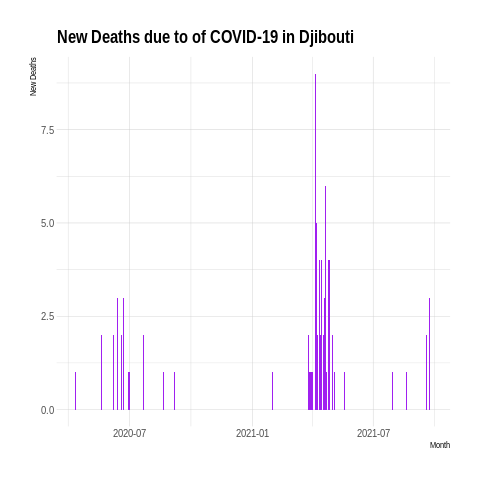 New Deaths due to of COVID-19 in Djibouti
New Deaths
7.5
5.0
2.5
0.0
2020-07
2021-01
2021-07
Month